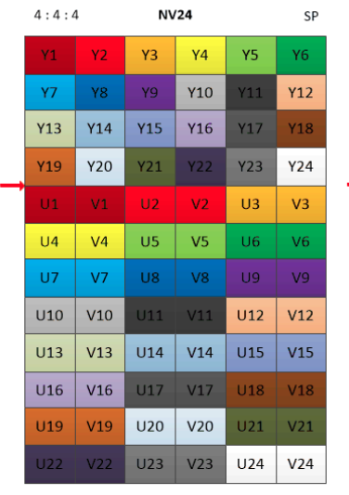 4 : 4 : 4 NV24 SP
Y1 Y2 Y3 Y4 Y5 Y6
Y7 Y8 Y9 Y10 Y11 Y12
Y13 Y14 Y15 Y16 Y17 Y18
Y19 Y20 Y21 Y22 Y23 Y24
U1 V1 U2 V2 U3 V3
U4 V4 U5 V5 U6 V6
U7 V7 U8 V8 U9 V9
U10 V10 U11 V11 U12 V12
U13 V13 U14 V14 U15 V15
U16 V16 U17 V17 U18 V18
U19 V19 U20 V20 U21 V21
U22 V22 U23 V23 U24 V24